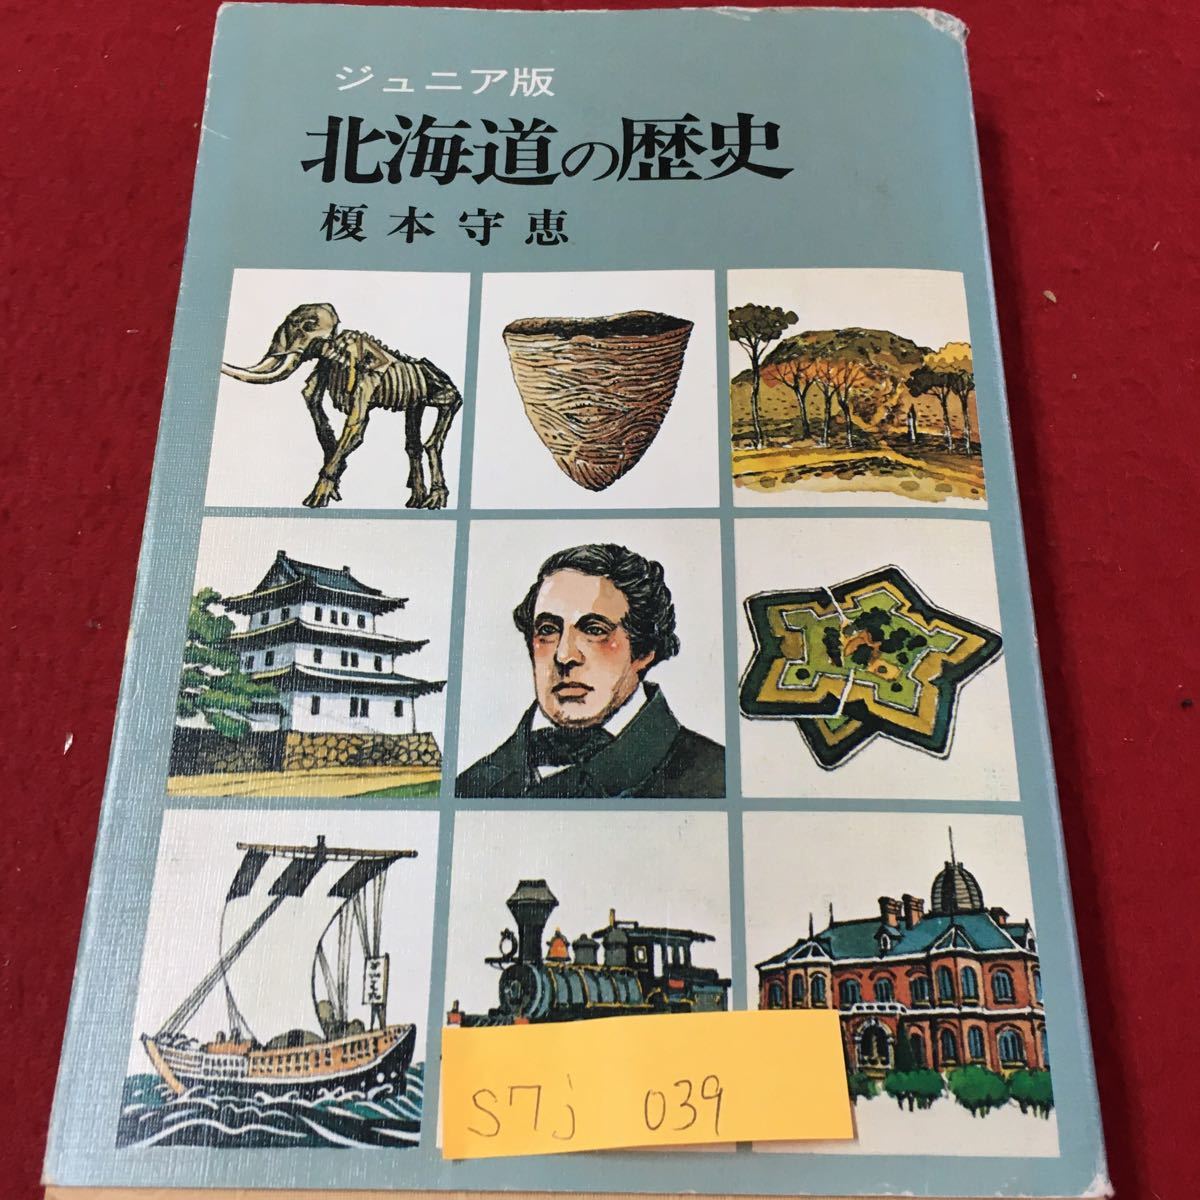 ジュニア版
北海道の歴史
榎本守恵
S7j 039